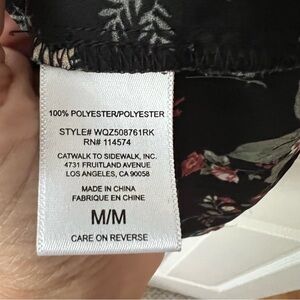 100% POLYESTER/POLYESTER
STYLE# WQZ508761RK
RN# 114574
CATWALK TO SIDEWALK, INC.
4731 FRUITLAND AVENUE
LOS ANGELES, CA 90058
MADE IN CHINA
FABRIQUE EN CHINE
M/M
CARE ON REVERSE